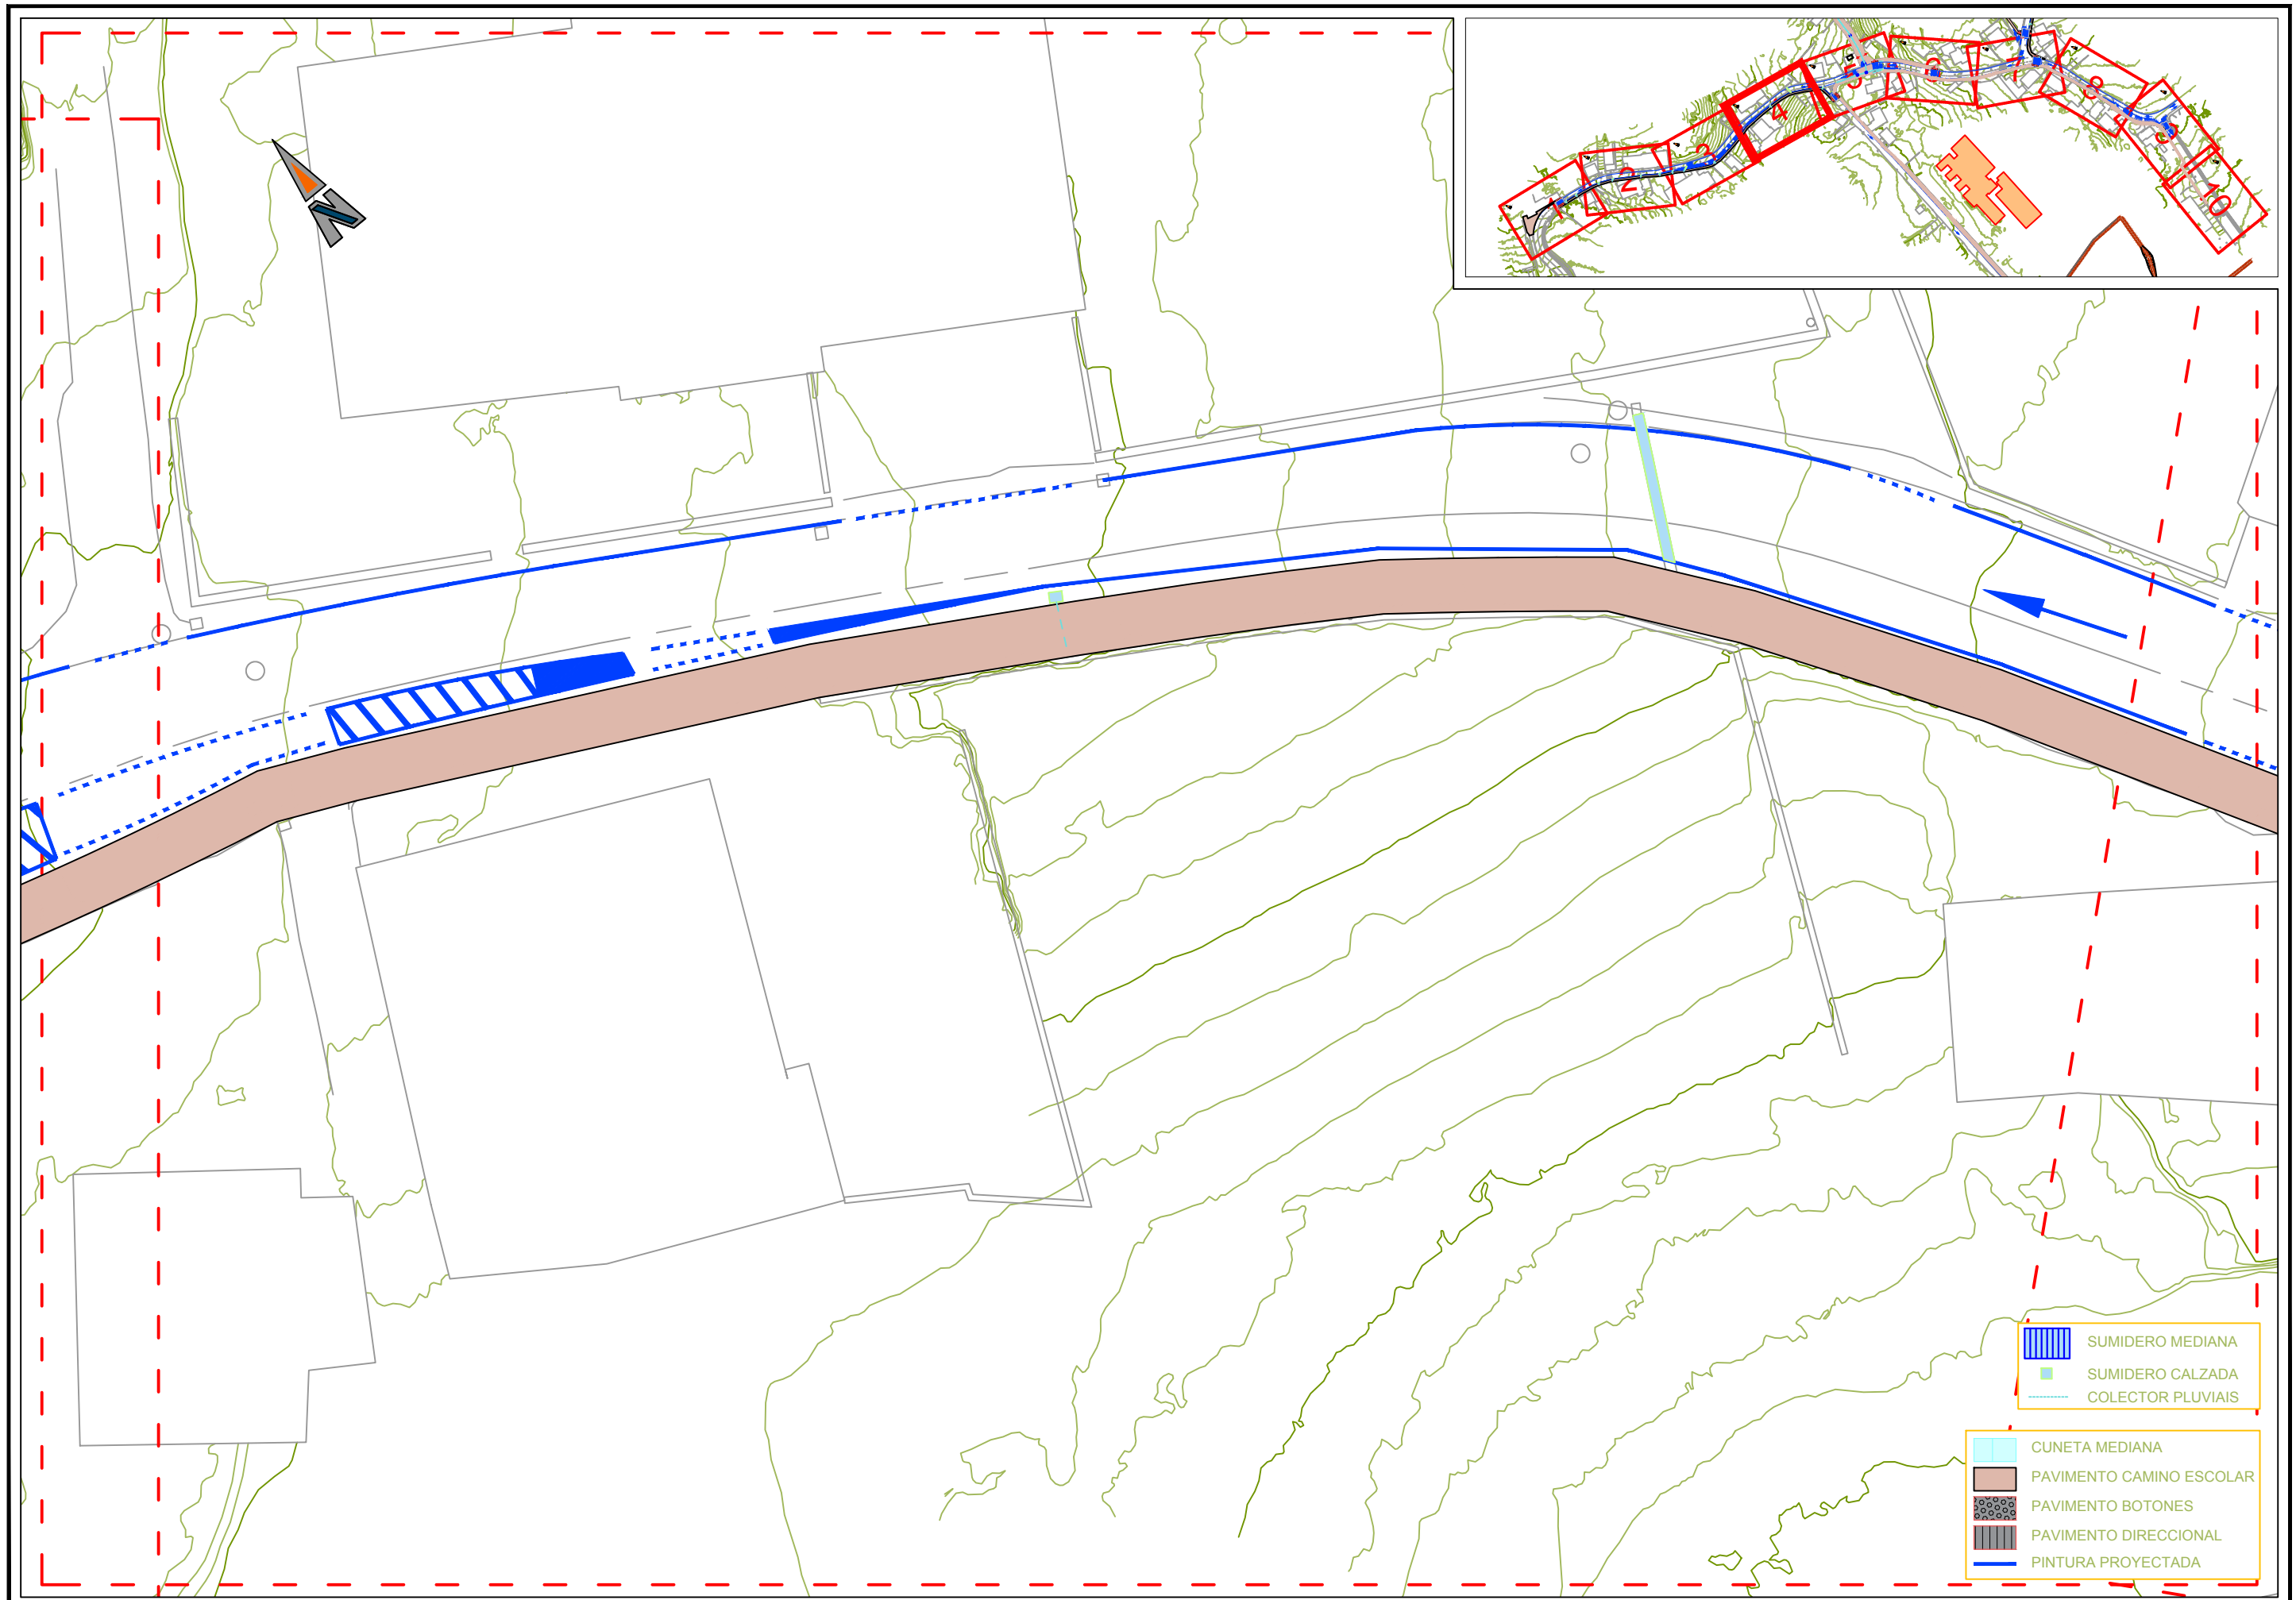 1
2
3
4
5
6
7
8
9
10
N
SUMIDERO MEDIANA
SUMIDERO CALZADA
COLECTOR PLUVIAIS
CUNETA MEDIANA
PAVIMENTO CAMINO ESCOLAR
PAVIMENTO BOTONES
PAVIMENTO DIRECCIONAL
PINTURA PROYECTADA